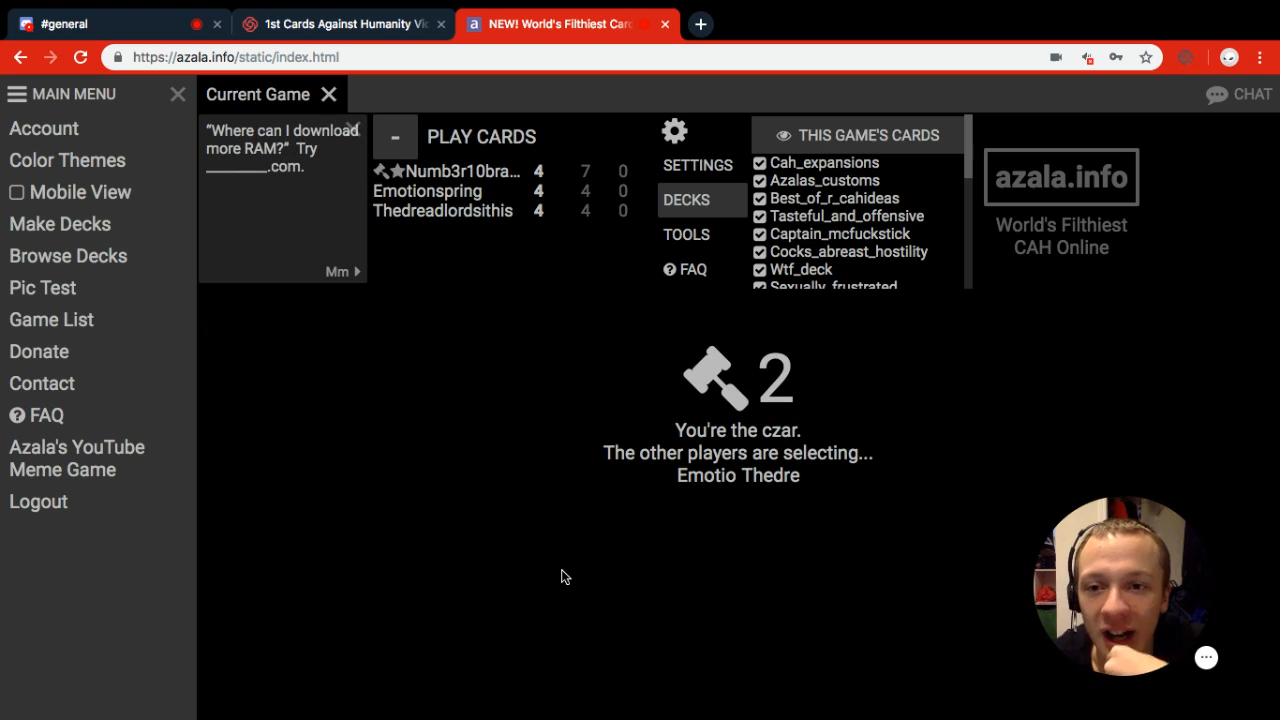 #general
1st Cards Against Humanity Vi
NEW! World's Filthiest Car
https://azala.info/static/index.html
MAIN MENU
Account
Color Themes
Mobile View
Make Decks
Browse Decks
Pic Test
Game List
Donate
Contact
FAQ
Azala's YouTube
Meme Game
Logout
Current Game
CHAT
"Where can I download
more RAM?" Try
________.com.
Mm
- PLAY CARDS
Numb3r10bra... 4 7 0
Emotionspring 4 4 0
Thedreadlordsithis 4 4 0
SETTINGS
DECKS
TOOLS
FAQ
THIS GAME'S CARDS
Cah_expansions
Azalas_customs
Best_of_r_cahideas
Tasteful_and_offensive
Captain_mcfuckstick
Cocks_abreast_hostility
Wtf_deck
Sexually_frustrated
azala.info
World's Filthiest
CAH Online
2
You're the czar.
The other players are selecting...
Emotio Thedre